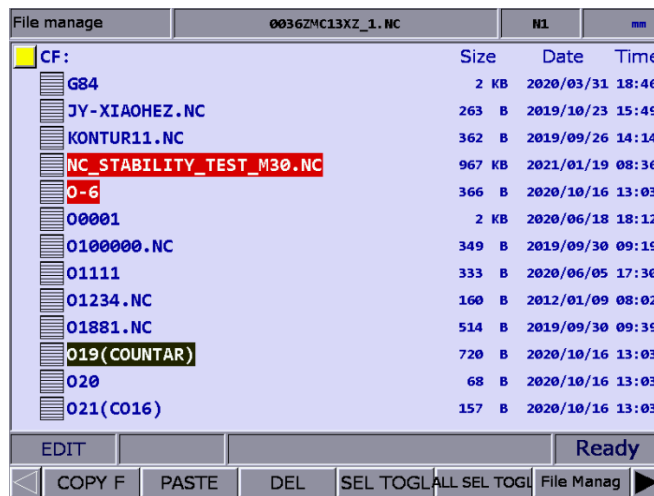 File manage 0036ZMC13XZ_1.NC N1 mm
CF: Size Date Time
G84 2 KB 2020/03/31 18:46
JY-XIAOHEZ.NC 263 B 2019/10/23 15:49
KONTUR11.NC 362 B 2019/09/26 14:14
NC_STABILITY_TEST_M30.NC 967 KB 2021/01/19 08:36
O-6 366 B 2020/10/16 13:03
O0001 2 KB 2020/06/18 18:12
O100000.NC 349 B 2019/09/30 09:19
O1111 333 B 2020/06/05 17:30
O1234.NC 160 B 2012/01/09 08:02
O1881.NC 514 B 2019/09/30 09:39
O19(COUNTAR) 720 B 2020/10/16 13:03
O20 68 B 2020/10/16 13:03
O21(CO16) 157 B 2020/10/16 13:03
EDIT Ready
COPY F PASTE DEL SEL TOGL ALL SEL TOGL File Manag